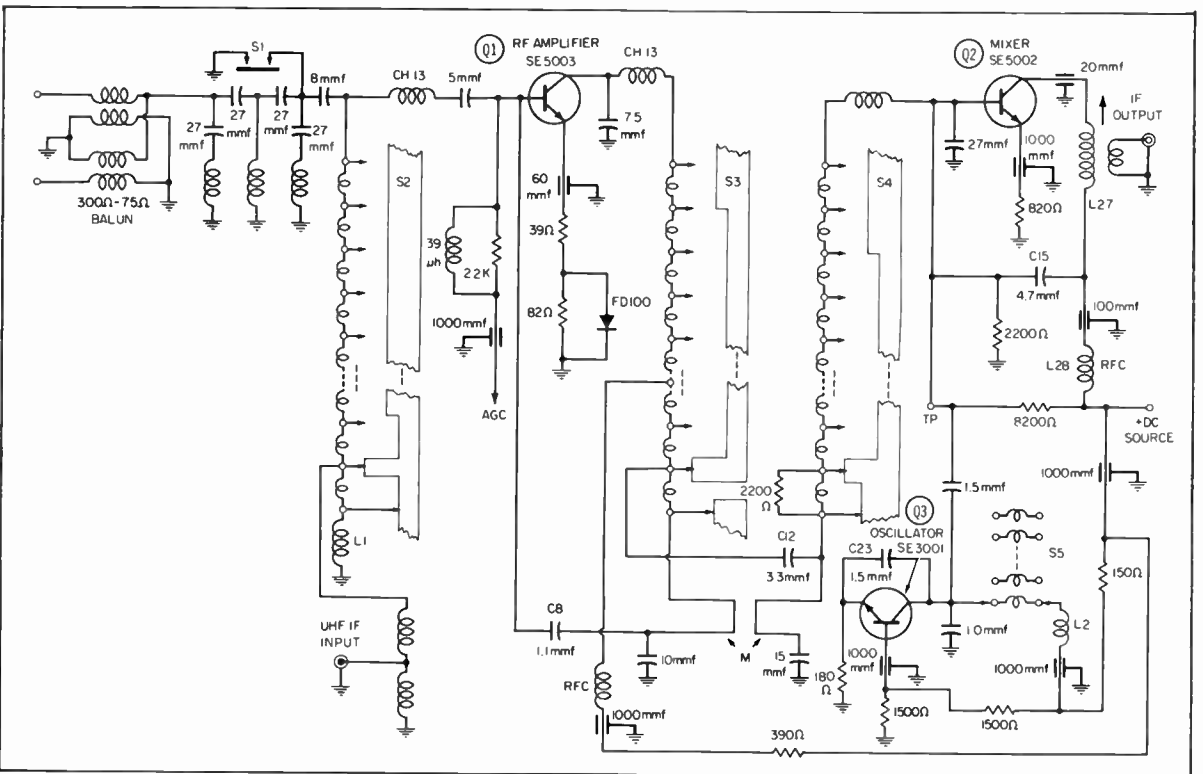 S1
Q1
RF AMPLIFIER
SE5003
CH 13
Q2
MIXER
SE5002
20mmf
8mmf
CH 13
5mmf
IF
OUTPUT
27
mmf
27
mmf
27
mmf
27
mmf
7.5
mmf
27mmf
1000
mmf
S2
S3
S4
300Ω-75Ω
BALUN
60
mmf
820Ω
L27
39Ω
39
μh
22K
C15
4.7mmf
82Ω
FD100
100mmf
1000mmf
2200Ω
L28
RFC
AGC
TP
8200Ω
+DC
SOURCE
1000mmf
2200
Ω
1.5mmf
Q3
OSCILLATOR
SE3001
L1
C12
3.3mmf
C23
1.5mmf
S5
150Ω
UHF IF
INPUT
C8
1.1mmf
10mmf
M
15
mmf
1000
mmf
10mmf
L2
1000mmf
180
Ω
RFC
1000mmf
1500Ω
1500Ω
390Ω